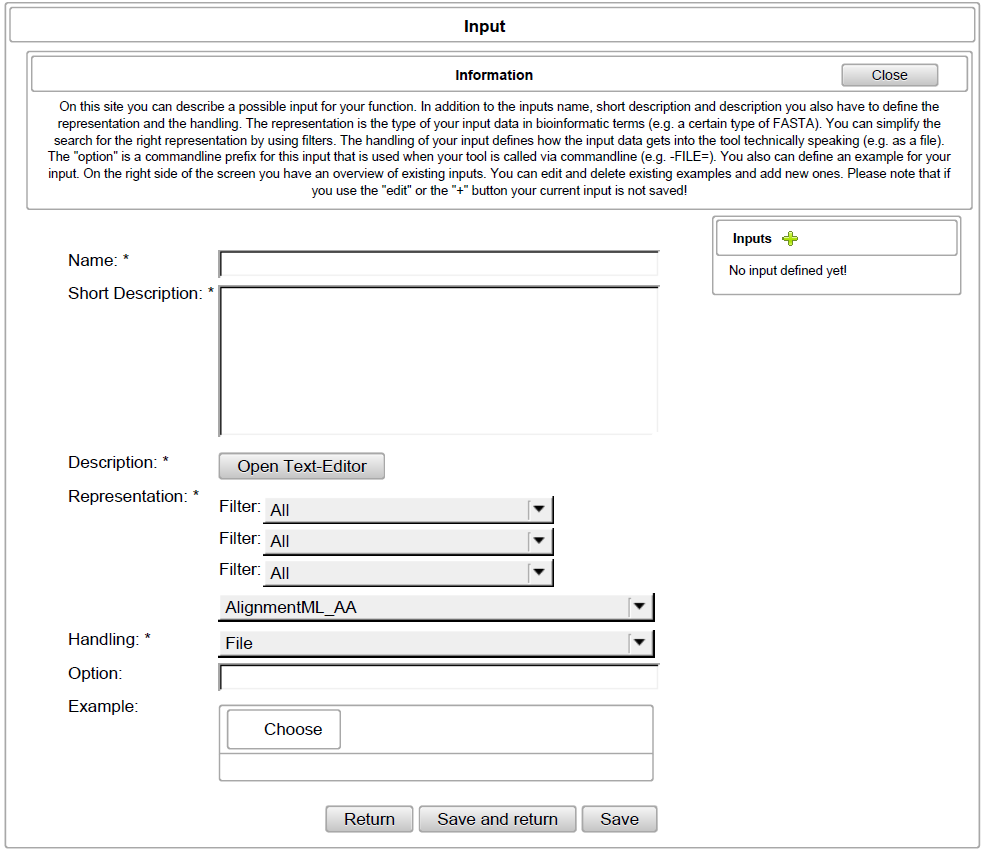 Input
Information
Close
On this site you can describe a possible input for your function. In addition to the inputs name, short description and description you also have to define the
representation and the handling. The representation is the type of your input data in bioinformatic terms (e.g. a certain type of FASTA). You can simplify the
search for the right representation by using filters. The handling of your input defines how the input data gets into the tool technically speaking (e.g. as a file).
The "option" is a commandline prefix for this input that is used when your tool is called via commandline (e.g. -FILE=). You also can define an example for your
input. On the right side of the screen you have an overview of existing inputs. You can edit and delete existing examples and add new ones. Please note that if
you use the "edit" or the "+" button your current input is not saved!
Inputs
No input defined yet!
Name: *
Short Description: *
Description: *
Open Text-Editor
Representation: *
Filter: All
Filter: All
Filter: All
AlignmentML_AA
Handling: *
File
Option:
Example:
Choose
Return
Save and return
Save